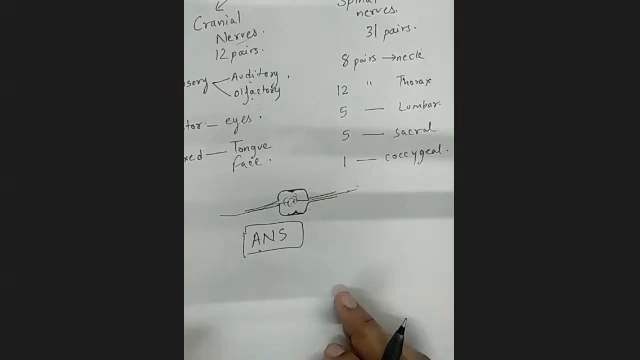 Cranial
Nerves.
12 pairs.
Auditory.
Olfactory
eyes.
Tongue
face.
Spinal
nerves.
31 pairs.
8 pairs → neck
12 " Thorax
5 — Lumbar
5 — sacral
1 — coccygeal.
ANS